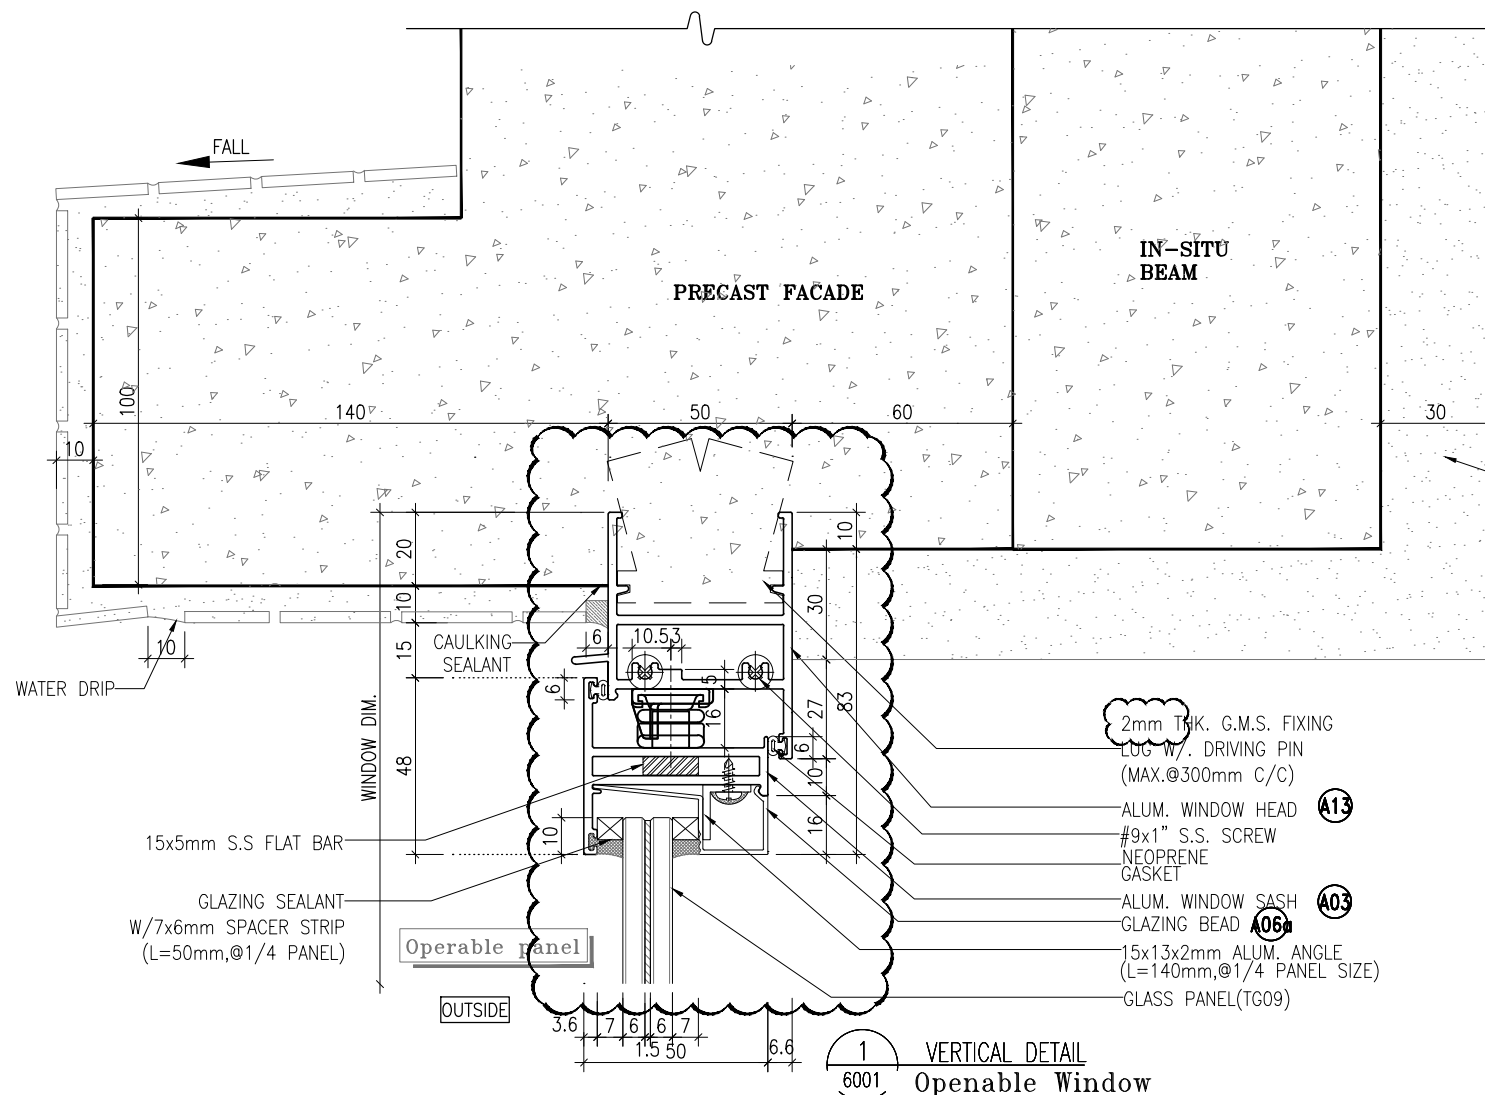 FALL
IN-SITU
BEAM
PRECAST FACADE
100
140
50
60
30
10
10
20
30
10
CAULKING
SEALANT
6
10.5
3
15
10
WATER DRIP
6
5
16
27
83
WINDOW DIM.
48
6
10
16
2mm THK. G.M.S. FIXING
LUG W/. DRIVING PIN
(MAX.@300mm C/C)
ALUM. WINDOW HEAD
A13
#9x1" S.S. SCREW
15x5mm S.S FLAT BAR
10
NEOPRENE
GASKET
GLAZING SEALANT
W/7x6mm SPACER STRIP
(L=50mm,@1/4 PANEL)
ALUM. WINDOW SASH
A03
GLAZING BEAD
A06a
Operable panel
15x13x2mm ALUM. ANGLE
(L=140mm,@1/4 PANEL SIZE)
GLASS PANEL(TG09)
OUTSIDE
3.6
7
6
6
7
1.5
50
6.6
1
VERTICAL DETAIL
6001
Openable Window